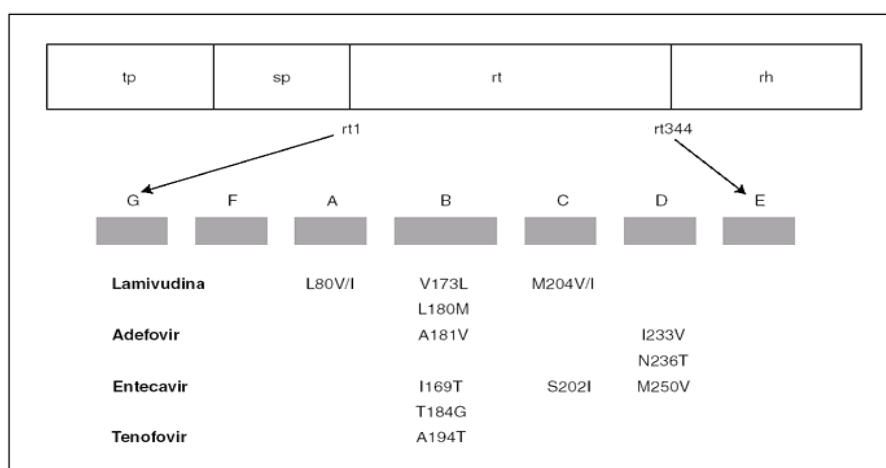 tp sp rt rh
rt1 rt344
G F A B C D E
Lamivudina L80V/I V173L M204V/I
L180M
Adefovir A181V I233V
N236T
Entecavir I169T S202I M250V
T184G
Tenofovir A194T